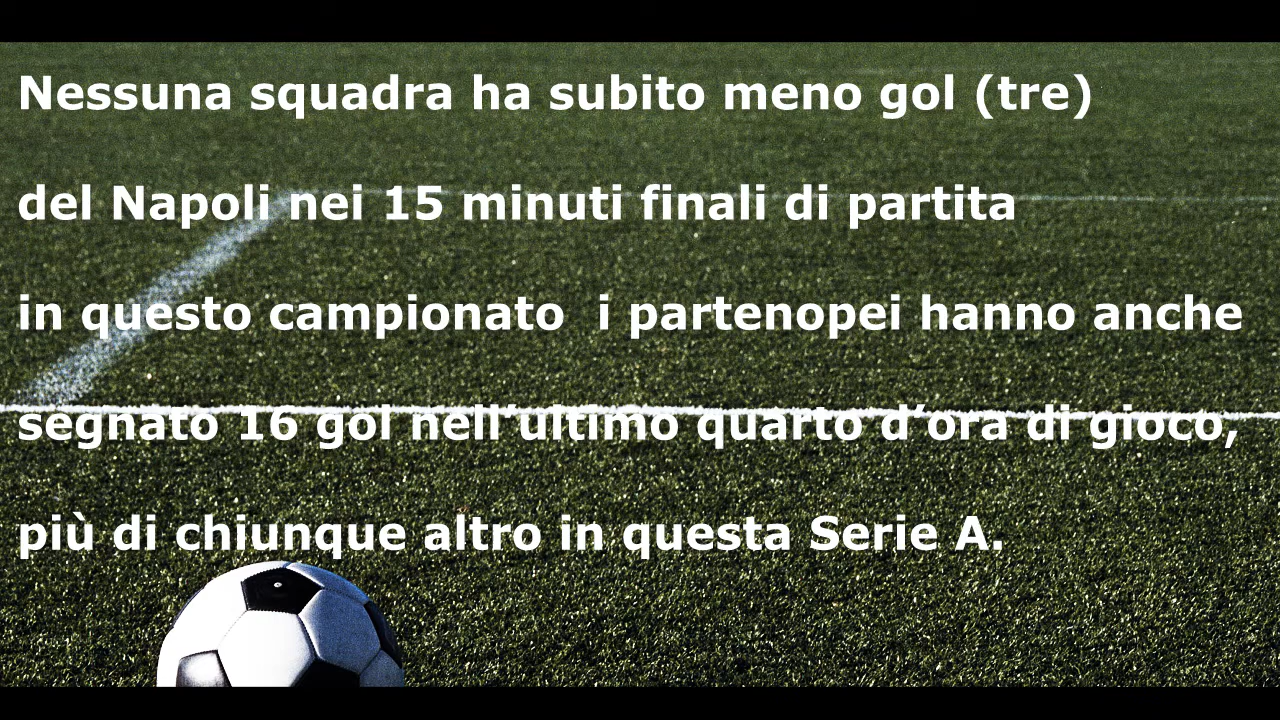 Nessuna squadra ha subito meno gol (tre)
del Napoli nei 15 minuti finali di partita
in questo campionato  i partenopei hanno anche
segnato 16 gol nell’ultimo quarto d’ora di gioco,
più di chiunque altro in questa Serie A.